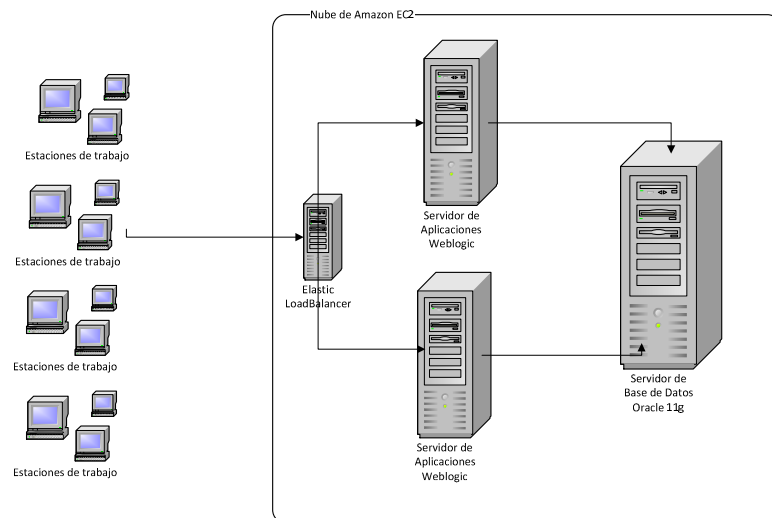 Nube de Amazon EC2
Estaciones de trabajo
Estaciones de trabajo
Estaciones de trabajo
Estaciones de trabajo
Elastic
LoadBalancer
Servidor de
Aplicaciones
Weblogic
Servidor de
Aplicaciones
Weblogic
Servidor de
Base de Datos
Oracle 11g